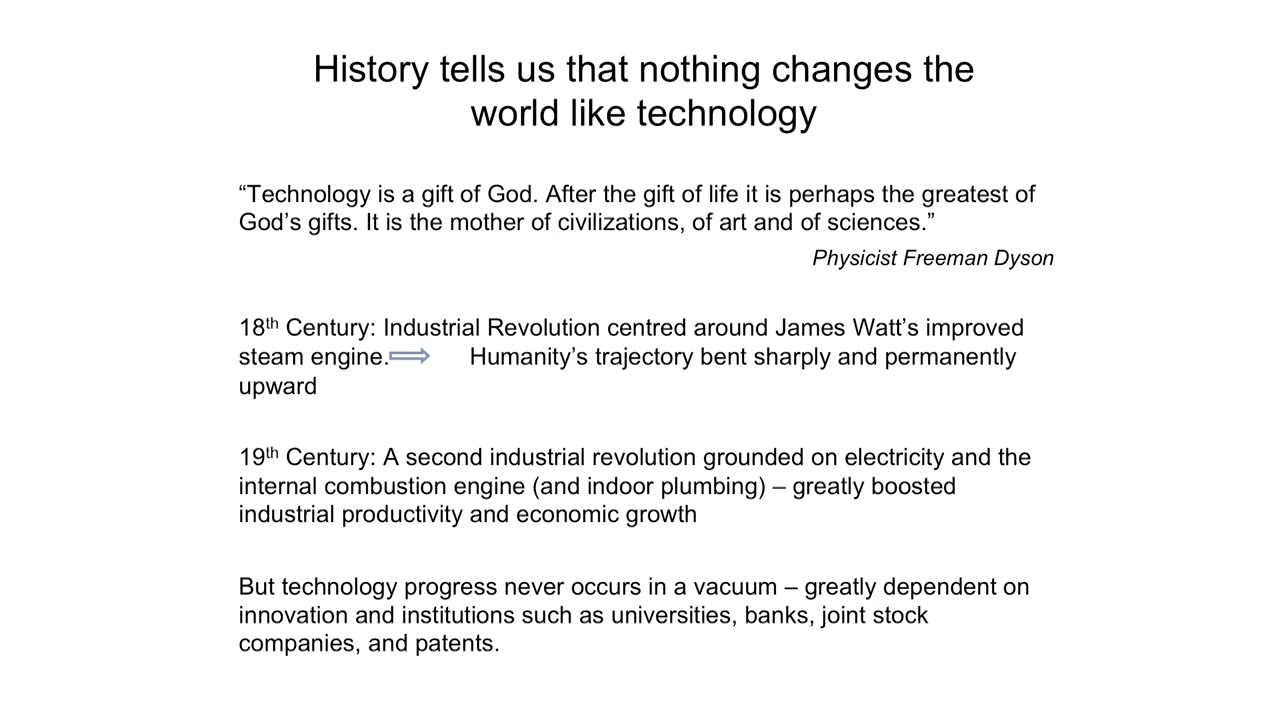 History tells us that nothing changes the
world like technology
“Technology is a gift of God. After the gift of life it is perhaps the greatest of
God’s gifts. It is the mother of civilizations, of art and of sciences.”
Physicist Freeman Dyson
18th Century: Industrial Revolution centred around James Watt’s improved
steam engine. Humanity’s trajectory bent sharply and permanently
upward
19th Century: A second industrial revolution grounded on electricity and the
internal combustion engine (and indoor plumbing) – greatly boosted
industrial productivity and economic growth
But technology progress never occurs in a vacuum – greatly dependent on
innovation and institutions such as universities, banks, joint stock
companies, and patents.